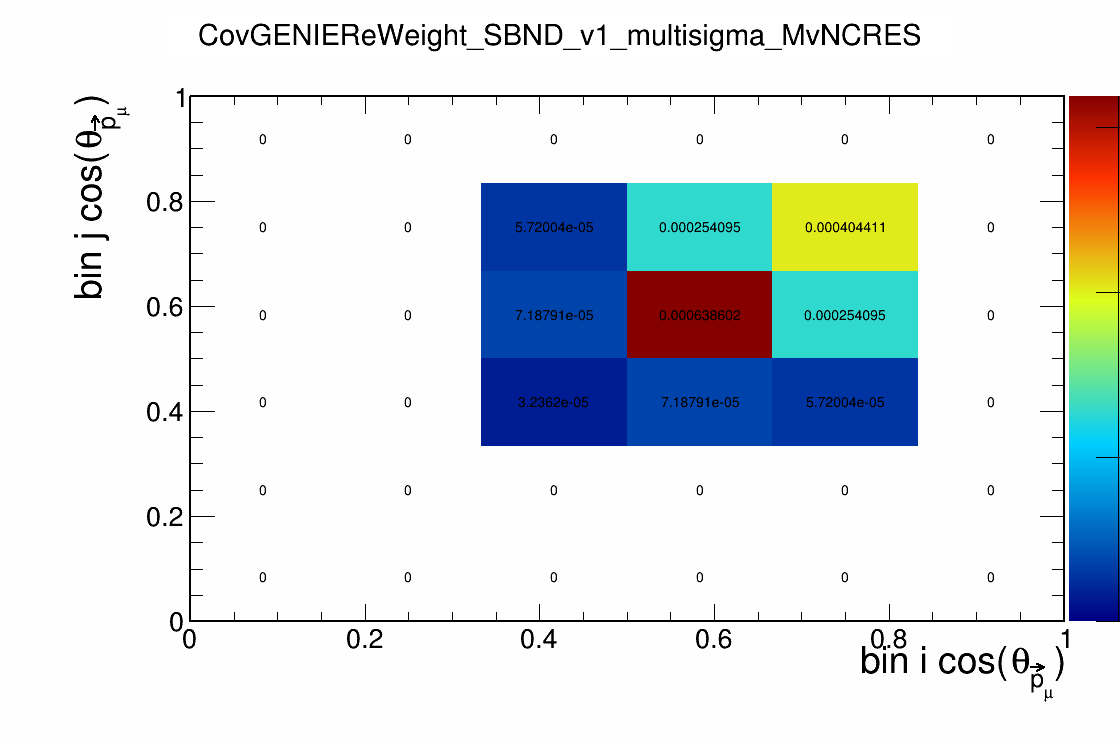 CovGENIEReWeight_SBND_v1_multisigma_MvNCRES
bin j cos(θp⃗μ)
1
0.8
0.6
0.4
0.2
0
0 0 0 0 0 0
0 0 5.72004e-05 0.000254095 0.000404411 0
0 0 7.18791e-05 0.000638602 0.000254095 0
0 0 3.2362e-05 7.18791e-05 5.72004e-05 0
0 0 0 0 0 0
0 0 0 0 0 0
0 0.2 0.4 0.6 0.8 1
bin i cos(θp⃗μ)